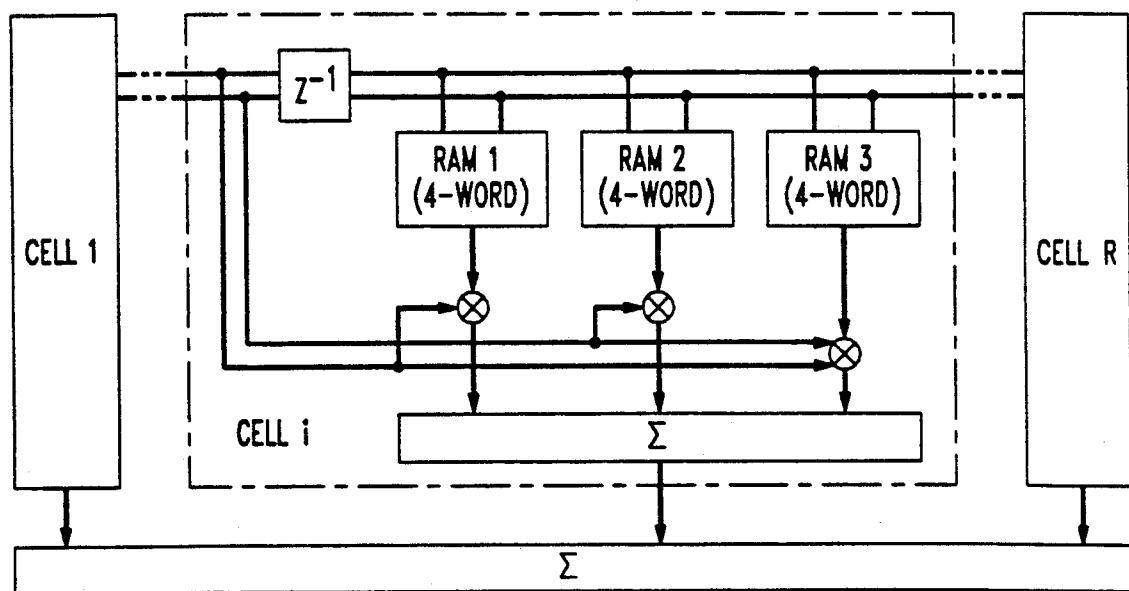 Z⁻¹
RAM 1
(4-WORD)
RAM 2
(4-WORD)
RAM 3
(4-WORD)
CELL 1
CELL R
CELL i
Σ
Σ